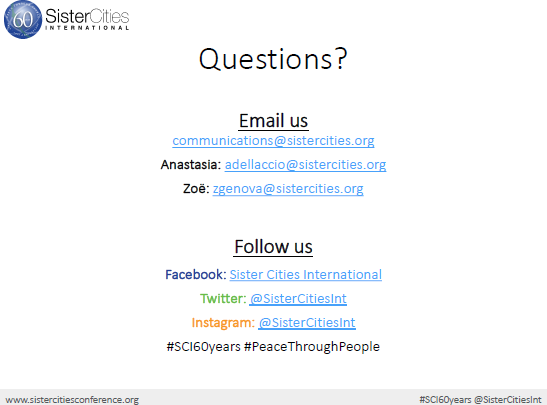 60 SisterCities
INTERNATIONAL
Questions?
Email us
communications@sistercities.org
Anastasia: adellaccio@sistercities.org
Zoë: zgenova@sistercities.org
Follow us
Facebook: Sister Cities International
Twitter: @SisterCitiesInt
Instagram: @SisterCitiesInt
#SCI60years #PeaceThroughPeople
www.sistercitiesconference.org #SCI60years @SisterCitiesInt